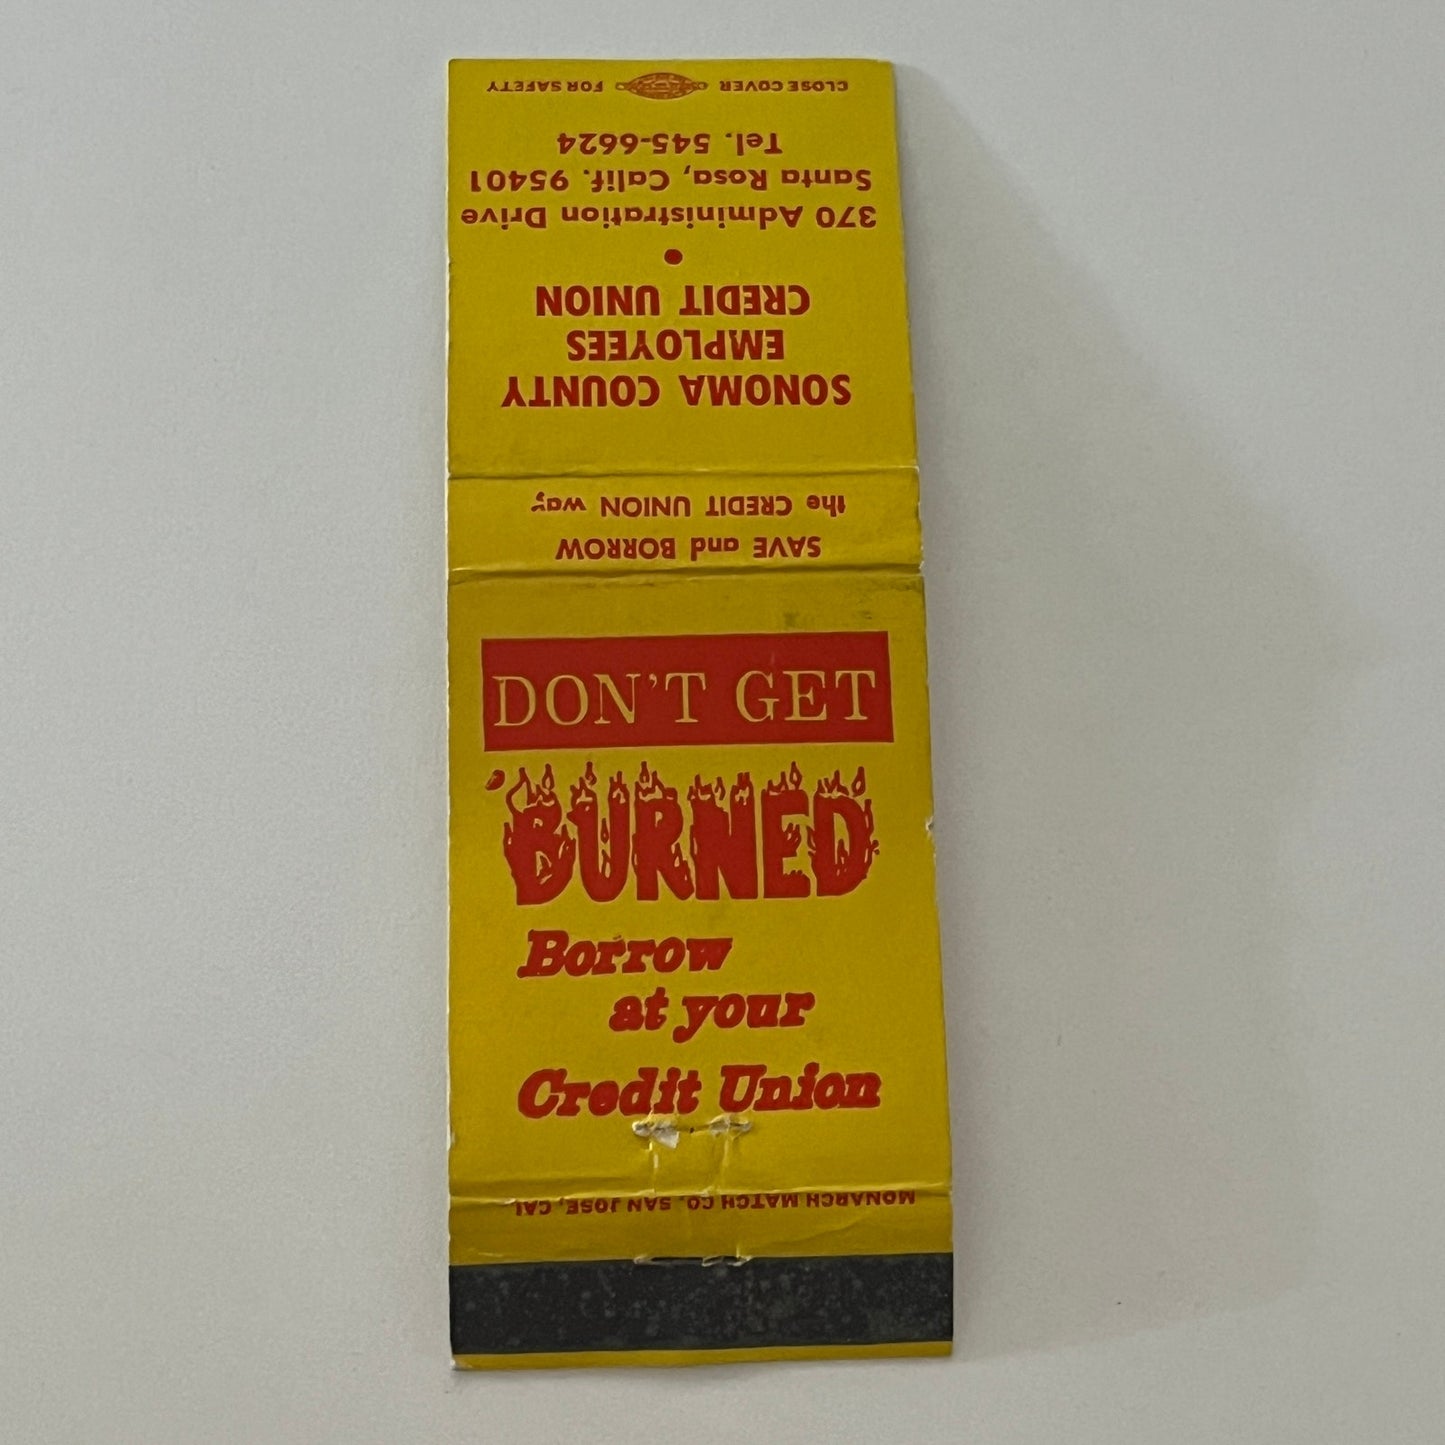 CLOSE COVER FOR SAFETY
SONOMA COUNTY
EMPLOYEES
CREDIT UNION
370 Administration Drive
Santa Rosa, Calif. 95401
Tel. 545-6624
SAVE and BORROW
the CREDIT UNION way
DON'T GET
BURNED
Borrow
at your
Credit Union
MONARCH MATCH CO. SAN JOSE, CAL.